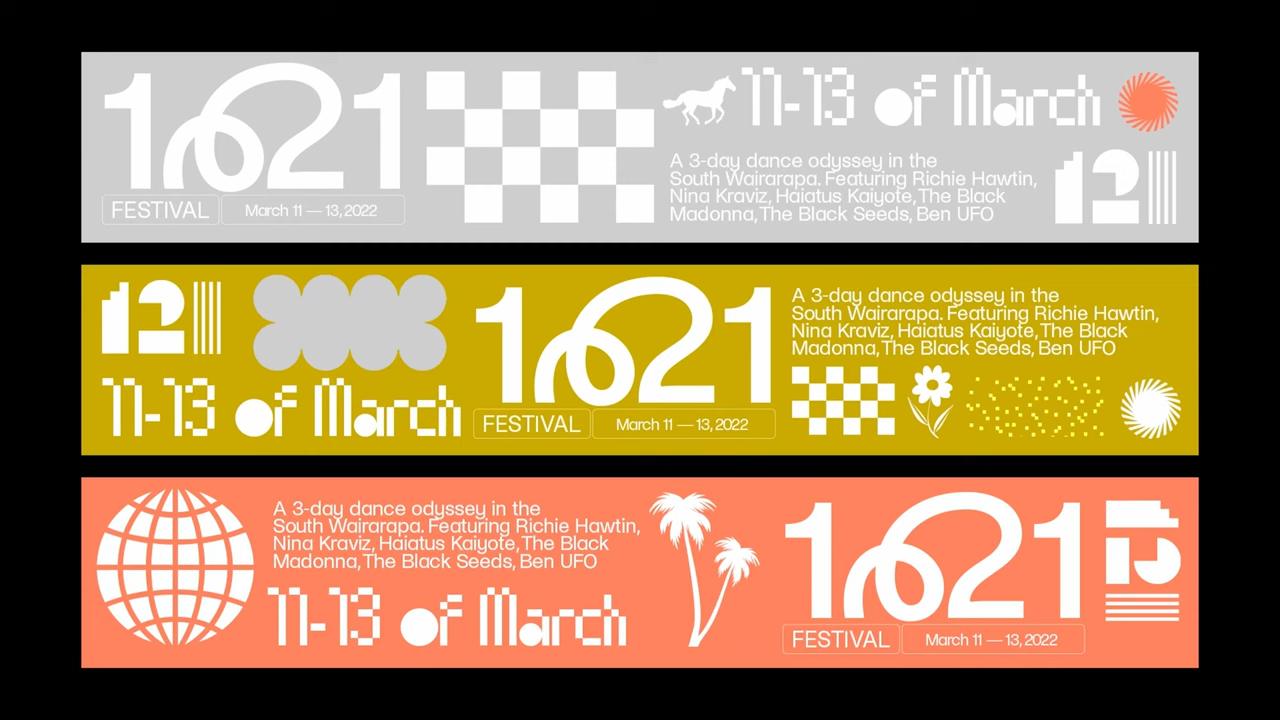 1621
FESTIVAL
March 11 — 13, 2022
11-13 of March
A 3-day dance odyssey in the
South Wairarapa. Featuring Richie Hawtin,
Nina Kraviz, Haiatus Kaiyote, The Black
Madonna, The Black Seeds, Ben UFO
12
12
11-13 of March
1621
FESTIVAL
March 11 — 13, 2022
A 3-day dance odyssey in the
South Wairarapa. Featuring Richie Hawtin,
Nina Kraviz, Haiatus Kaiyote, The Black
Madonna, The Black Seeds, Ben UFO
A 3-day dance odyssey in the
South Wairarapa. Featuring Richie Hawtin,
Nina Kraviz, Haiatus Kaiyote, The Black
Madonna, The Black Seeds, Ben UFO
11-13 of March
1621
FESTIVAL
March 11 — 13, 2022
12